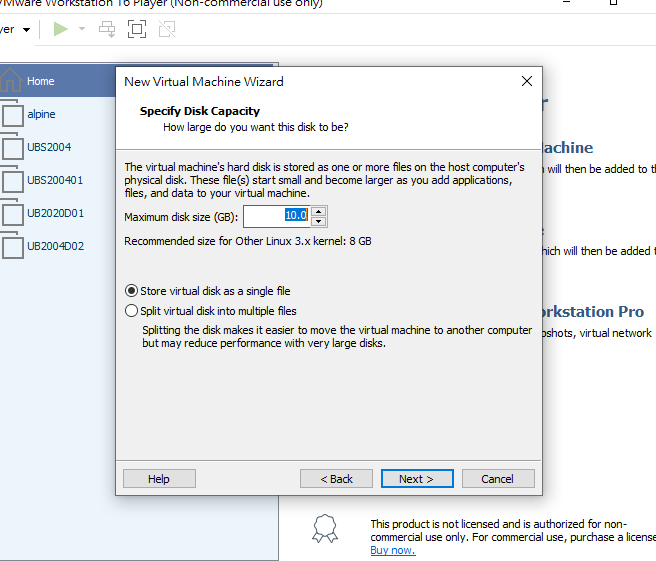 VMware Workstation 16 Player (Non-commercial use only)
yer
Home
alpine
UBS2004
UBS200401
UB2020D01
UB2004D02
New Virtual Machine Wizard
Specify Disk Capacity
How large do you want this disk to be?
The virtual machine's hard disk is stored as one or more files on the host computer's
physical disk. These file(s) start small and become larger as you add applications,
files, and data to your virtual machine.
Maximum disk size (GB): 10.0
Recommended size for Other Linux 3.x kernel: 8 GB
Store virtual disk as a single file
Split virtual disk into multiple files
Splitting the disk makes it easier to move the virtual machine to another computer
but may reduce performance with very large disks.
Help
< Back
Next >
Cancel
r
achine
will then be added to th
hich will then be added t
rkstation Pro
pshots, virtual network
This product is not licensed and is authorized for non-
commercial use only. For commercial use, purchase a license
Buy now.